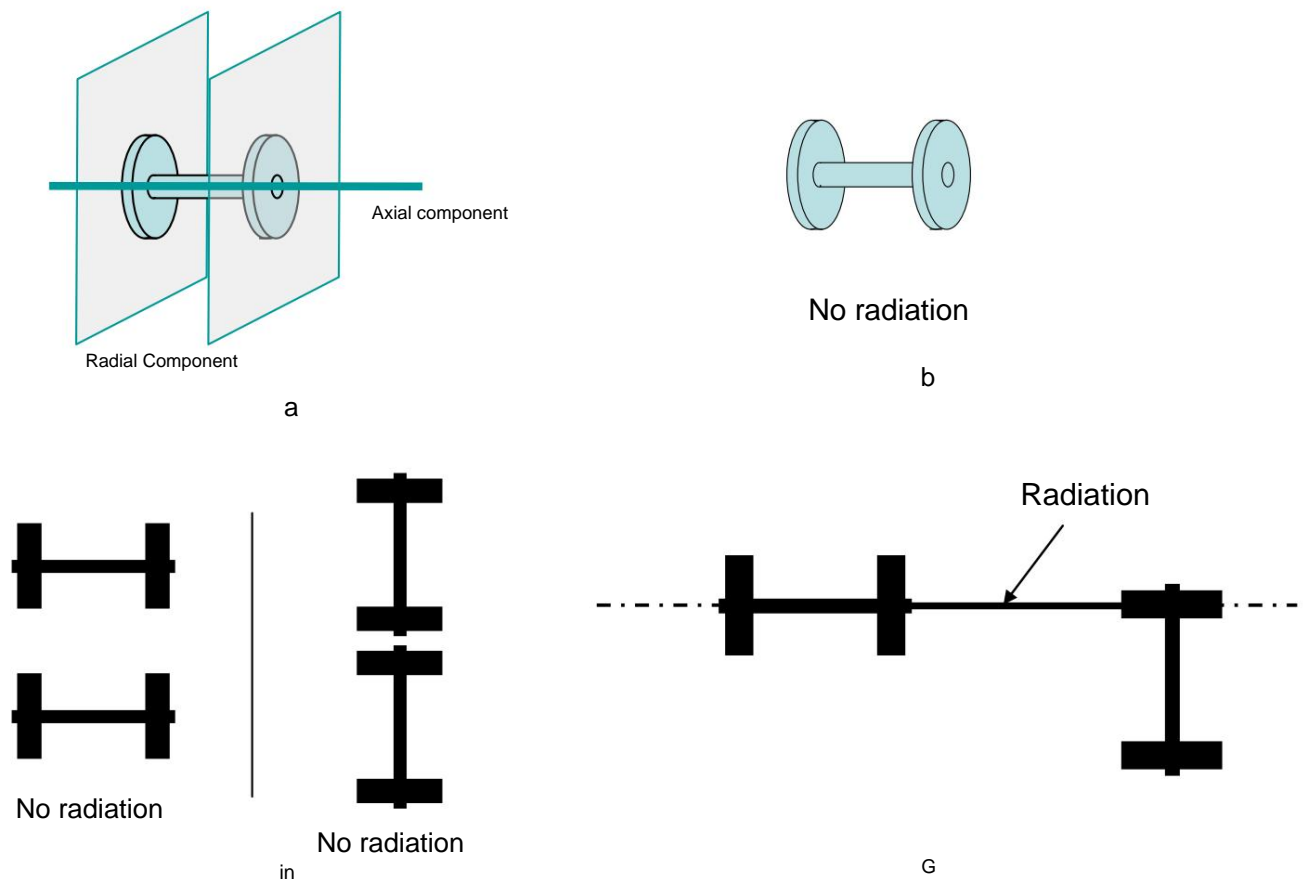 Axial component
Radial Component
a
No radiation
b
No radiation
No radiation
in
Radiation
G